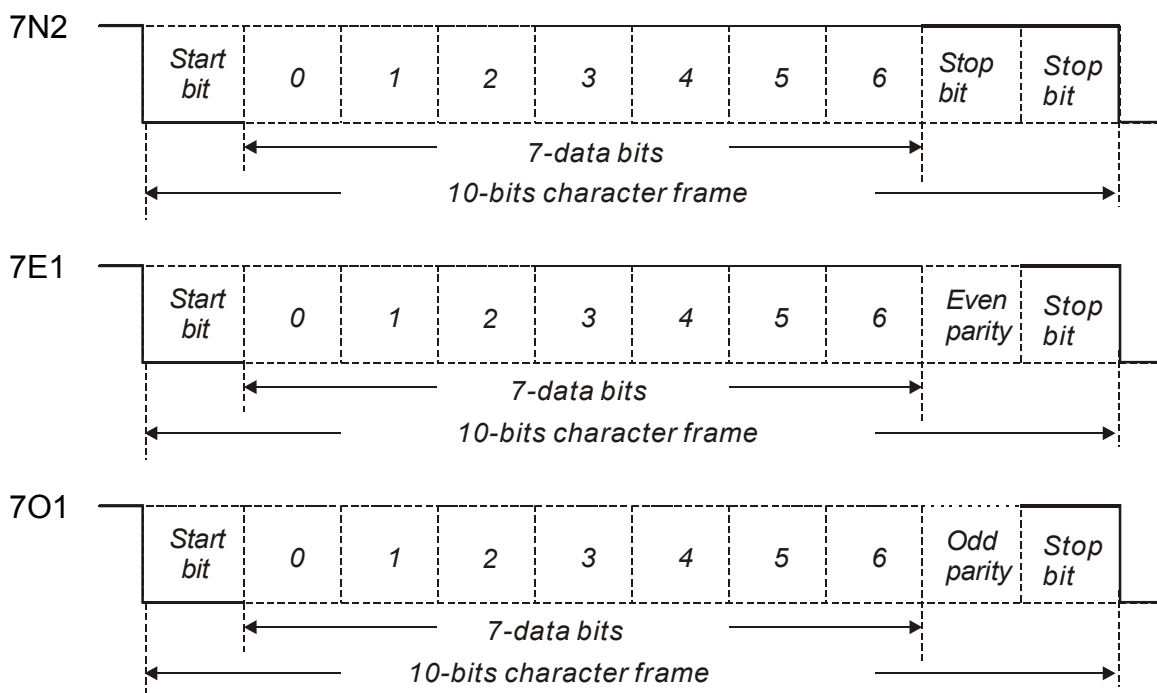 7N2
Start bit 0 1 2 3 4 5 6 Stop bit Stop bit
7-data bits
10-bits character frame
7E1
Start bit 0 1 2 3 4 5 6 Even parity Stop bit
7-data bits
10-bits character frame
7O1
Start bit 0 1 2 3 4 5 6 Odd parity Stop bit
7-data bits
10-bits character frame